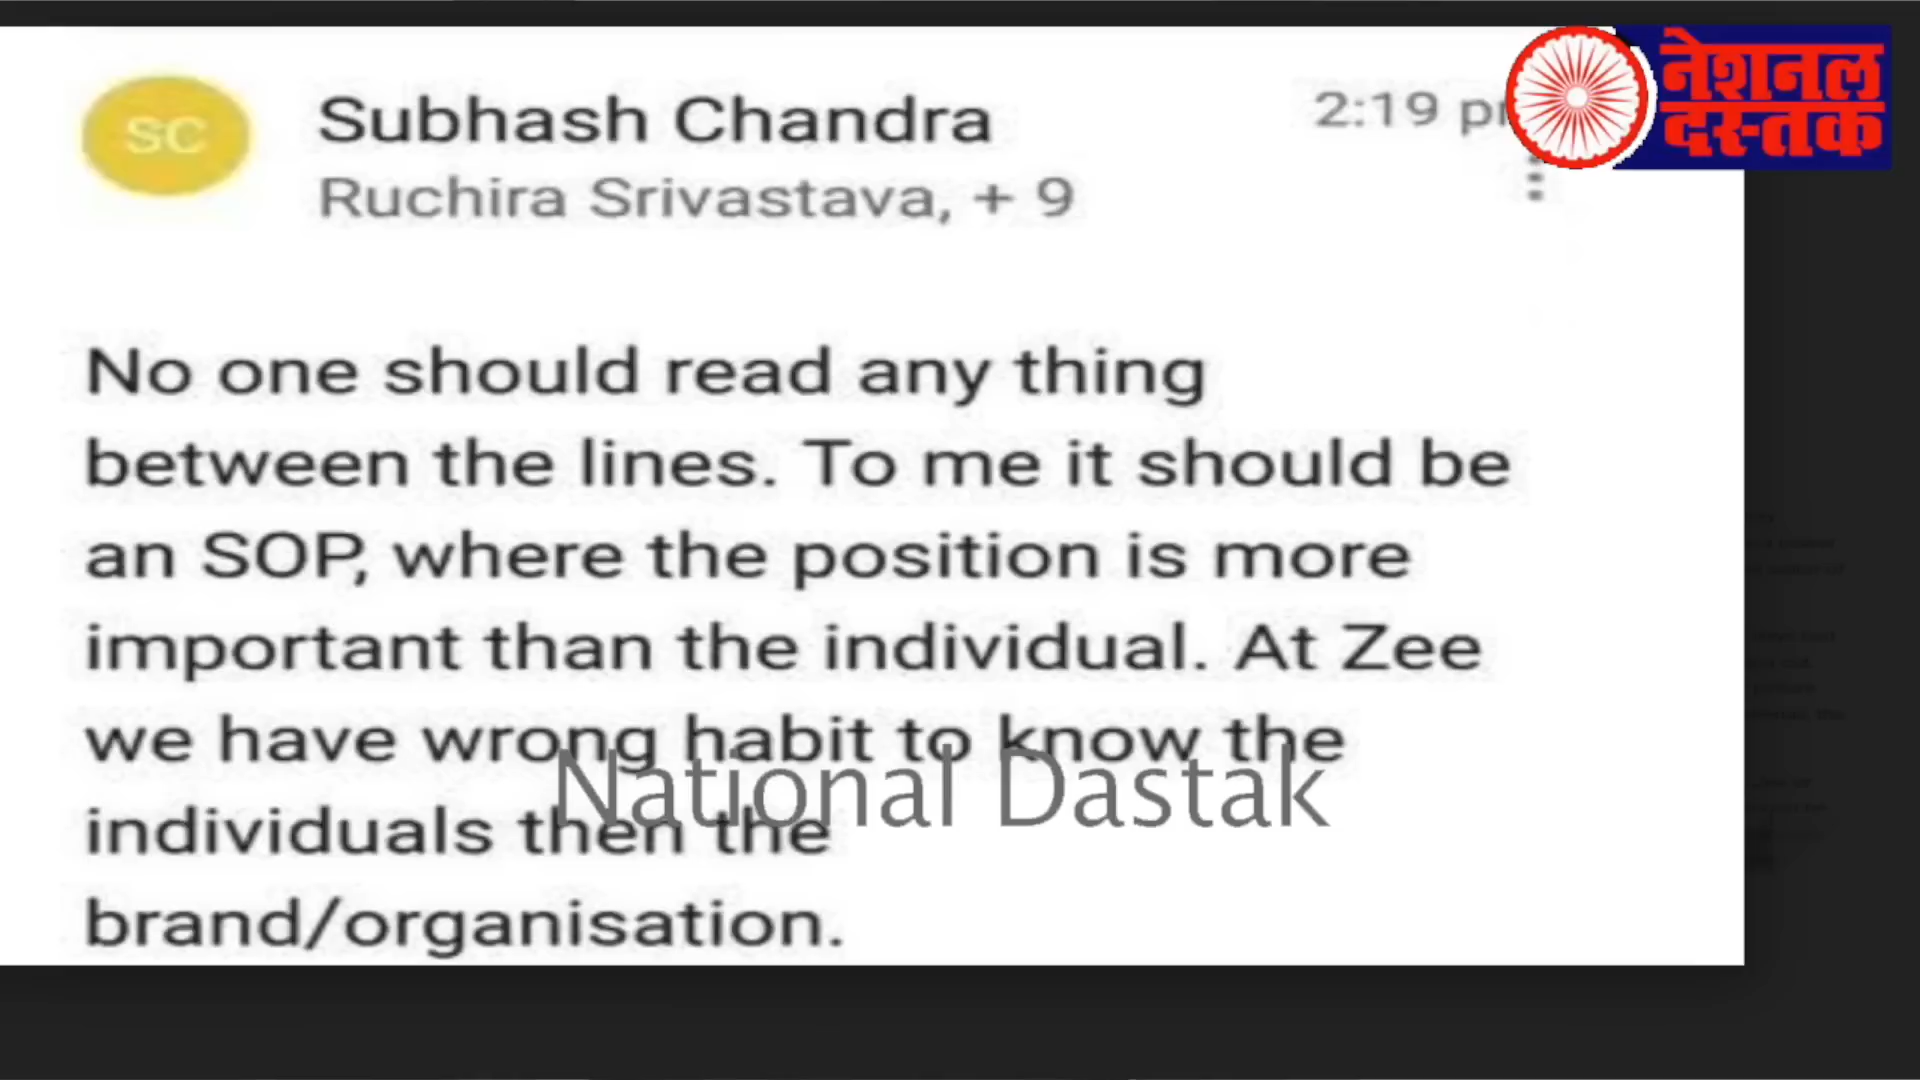 SC
Subhash Chandra
2:19
Ruchira Srivastava, + 9
नेशनल
दस्तक
No one should read any thing
between the lines. To me it should be
an SOP, where the position is more
important than the individual. At Zee
we have wrong habit to know the
individuals then the
brand/organisation.
National Dastak